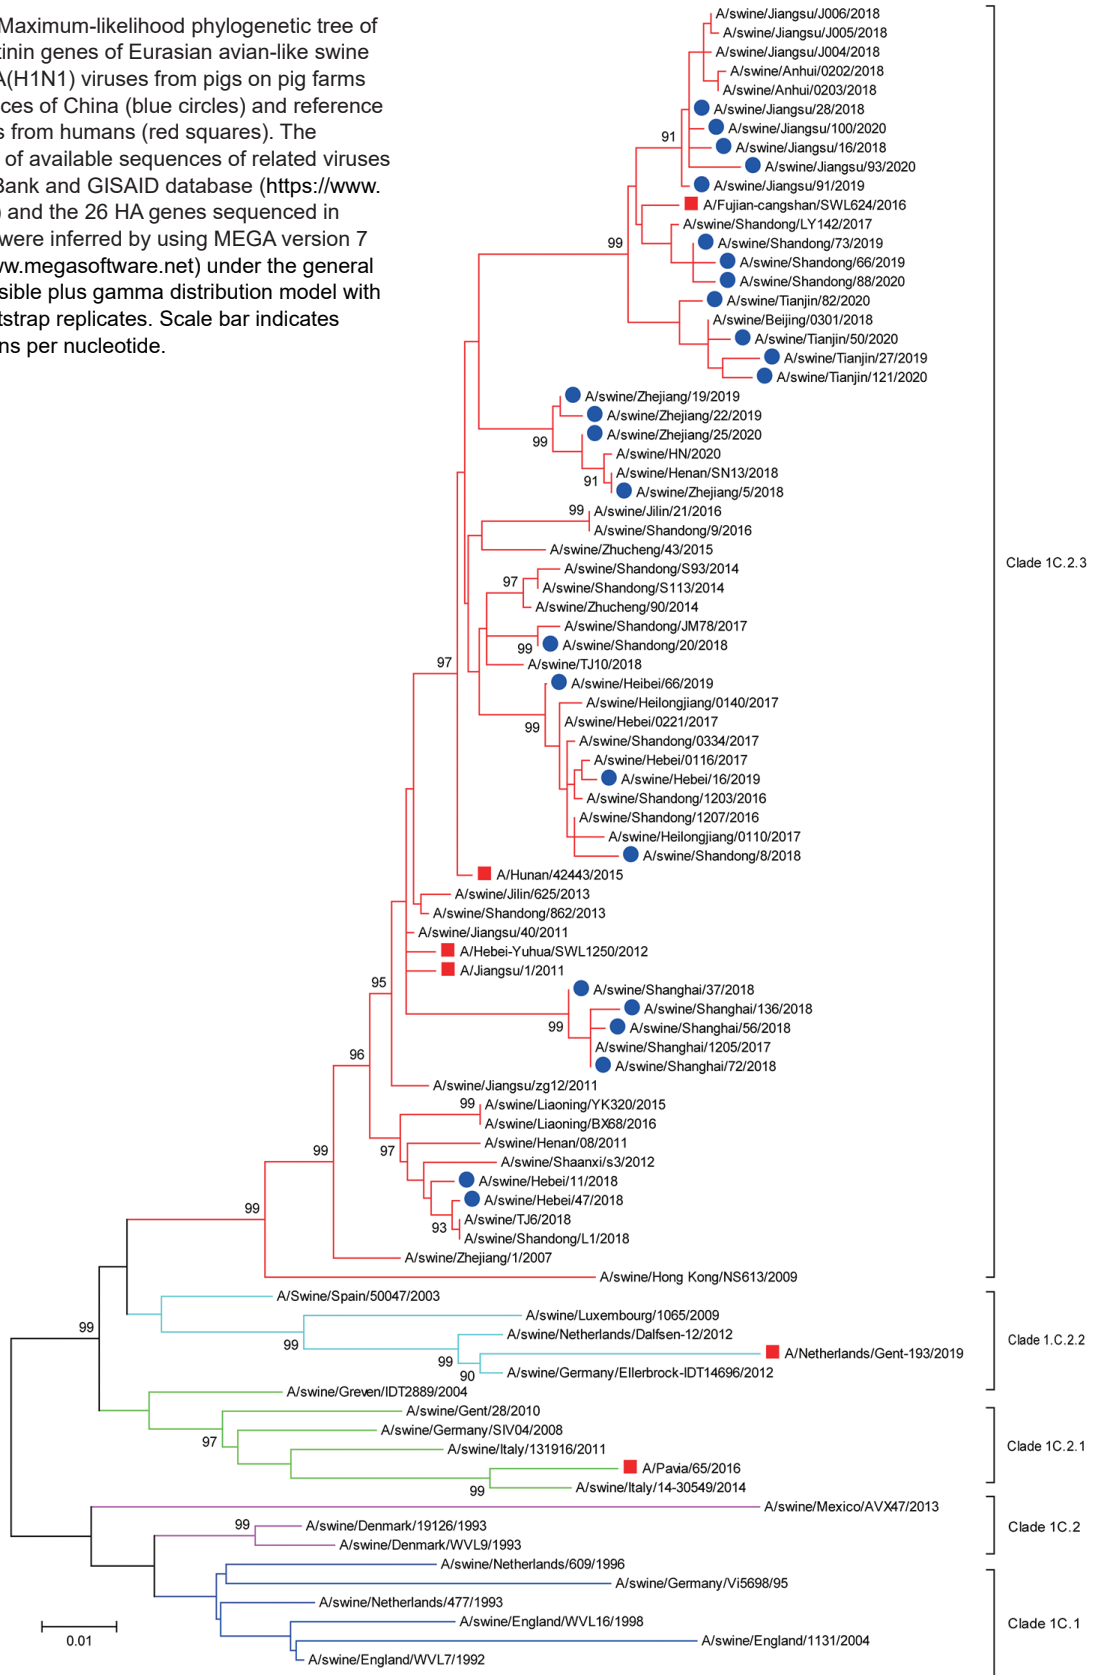 Maximum-likelihood phylogenetic tree of
tinin genes of Eurasian avian-like swine
A(H1N1) viruses from pigs on pig farms
ces of China (blue circles) and reference
s from humans (red squares). The
of available sequences of related viruses
Bank and GISAID database (https://www.
) and the 26 HA genes sequenced in
were inferred by using MEGA version 7
ww.megasoftware.net) under the general
sible plus gamma distribution model with
tstrap replicates. Scale bar indicates
ns per nucleotide.
A/swine/Jiangsu/J006/2018
A/swine/Jiangsu/J005/2018
A/swine/Jiangsu/J004/2018
A/swine/Anhui/0202/2018
A/swine/Anhui/0203/2018
A/swine/Jiangsu/28/2018
A/swine/Jiangsu/100/2020
91
A/swine/Jiangsu/16/2018
A/swine/Jiangsu/93/2020
A/swine/Jiangsu/91/2019
A/Fujian-cangshan/SWL624/2016
A/swine/Shandong/LY142/2017
99
A/swine/Shandong/73/2019
A/swine/Shandong/66/2019
A/swine/Shandong/88/2020
A/swine/Tianjin/82/2020
A/swine/Beijing/0301/2018
A/swine/Tianjin/50/2020
A/swine/Tianjin/27/2019
A/swine/Tianjin/121/2020
A/swine/Zhejiang/19/2019
A/swine/Zhejiang/22/2019
A/swine/Zhejiang/25/2020
99
A/swine/HN/2020
A/swine/Henan/SN13/2018
91
A/swine/Zhejiang/5/2018
99
A/swine/Jilin/21/2016
A/swine/Shandong/9/2016
A/swine/Zhucheng/43/2015
Clade 1C.2.3
A/swine/Shandong/S93/2014
97
A/swine/Shandong/S113/2014
A/swine/Zhucheng/90/2014
A/swine/Shandong/JM78/2017
99
A/swine/Shandong/20/2018
97
A/swine/TJ10/2018
A/swine/Heibei/66/2019
A/swine/Heilongjiang/0140/2017
99
A/swine/Hebei/0221/2017
A/swine/Shandong/0334/2017
A/swine/Hebei/0116/2017
A/swine/Hebei/16/2019
A/swine/Shandong/1203/2016
A/swine/Shandong/1207/2016
A/swine/Heilongjiang/0110/2017
A/swine/Shandong/8/2018
A/Hunan/42443/2015
A/swine/Jilin/625/2013
A/swine/Shandong/862/2013
A/swine/Jiangsu/40/2011
A/Hebei-Yuhua/SWL1250/2012
A/Jiangsu/1/2011
95
A/swine/Shanghai/37/2018
A/swine/Shanghai/136/2018
99
A/swine/Shanghai/56/2018
A/swine/Shanghai/1205/2017
96
A/swine/Shanghai/72/2018
A/swine/Jiangsu/zg12/2011
99
A/swine/Liaoning/YK320/2015
A/swine/Liaoning/BX68/2016
99
97
A/swine/Henan/08/2011
A/swine/Shaanxi/s3/2012
A/swine/Hebei/11/2018
99
A/swine/Hebei/47/2018
93
A/swine/TJ6/2018
A/swine/Shandong/L1/2018
A/swine/Zhejiang/1/2007
A/swine/Hong Kong/NS613/2009
A/Swine/Spain/50047/2003
99
A/swine/Luxembourg/1065/2009
99
A/swine/Netherlands/Dalfsen-12/2012
Clade 1.C.2.2
A/Netherlands/Gent-193/2019
99
90
A/swine/Germany/Ellerbrock-IDT14696/2012
A/swine/Greven/IDT2889/2004
A/swine/Gent/28/2010
A/swine/Germany/SIV04/2008
97
A/swine/Italy/131916/2011
Clade 1C.2.1
A/Pavia/65/2016
99
A/swine/Italy/14-30549/2014
A/swine/Mexico/AVX47/2013
99
A/swine/Denmark/19126/1993
Clade 1C.2
A/swine/Denmark/WVL9/1993
A/swine/Netherlands/609/1996
A/swine/Germany/Vi5698/95
A/swine/Netherlands/477/1993
A/swine/England/WVL16/1998
Clade 1C.1
0.01
A/swine/England/1131/2004
A/swine/England/WVL7/1992